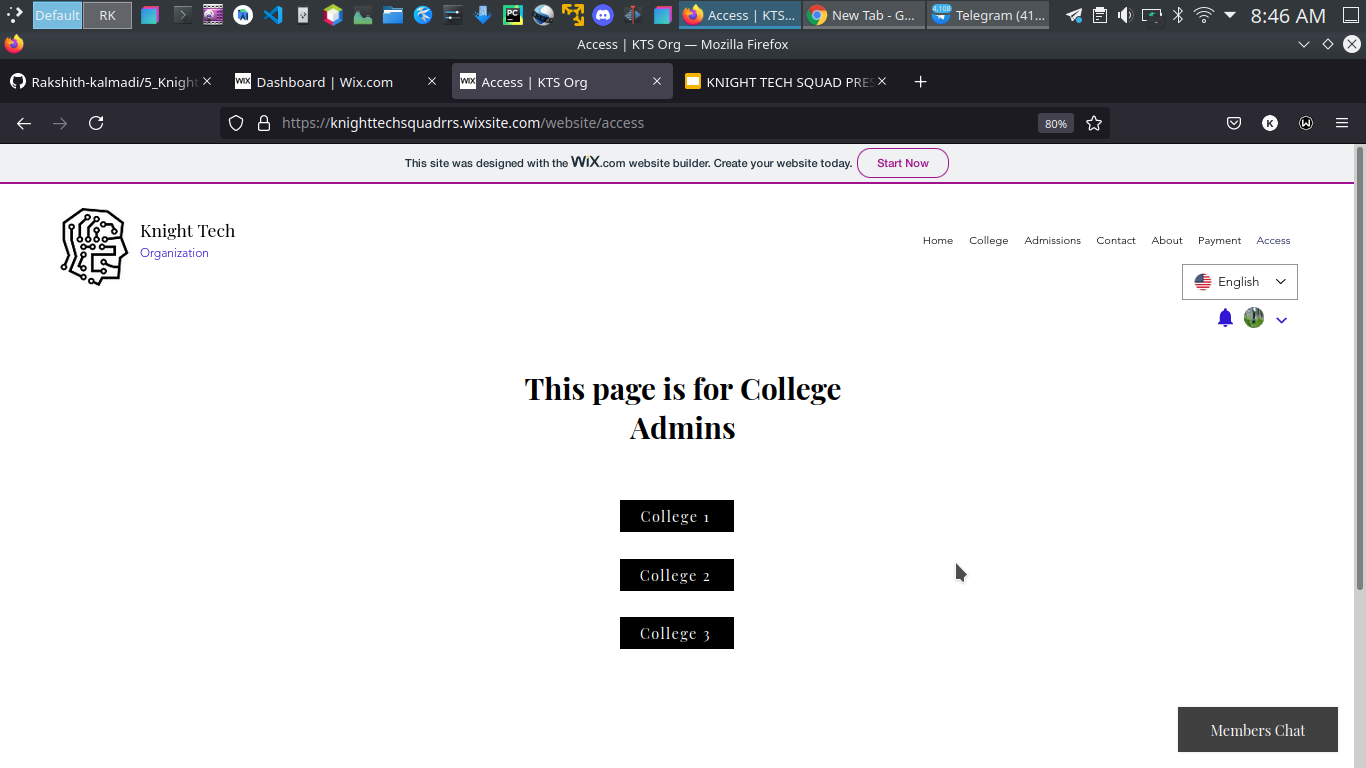 Default
RK
Access | KTS...
New Tab - G...
4,108
Telegram (41...
8:46 AM
Access | KTS Org — Mozilla Firefox
Rakshith-kalmadi/5_Knight
WiX
Dashboard | Wix.com
WiX
Access | KTS Org
KNIGHT TECH SQUAD PRES
https://knighttechsquadrrs.wixsite.com/website/access
80%
K
W
This site was designed with the WiX.com website builder. Create your website today.
Start Now
Knight Tech
Organization
Home
College
Admissions
Contact
About
Payment
Access
English
This page is for College
Admins
College 1
College 2
College 3
Members Chat